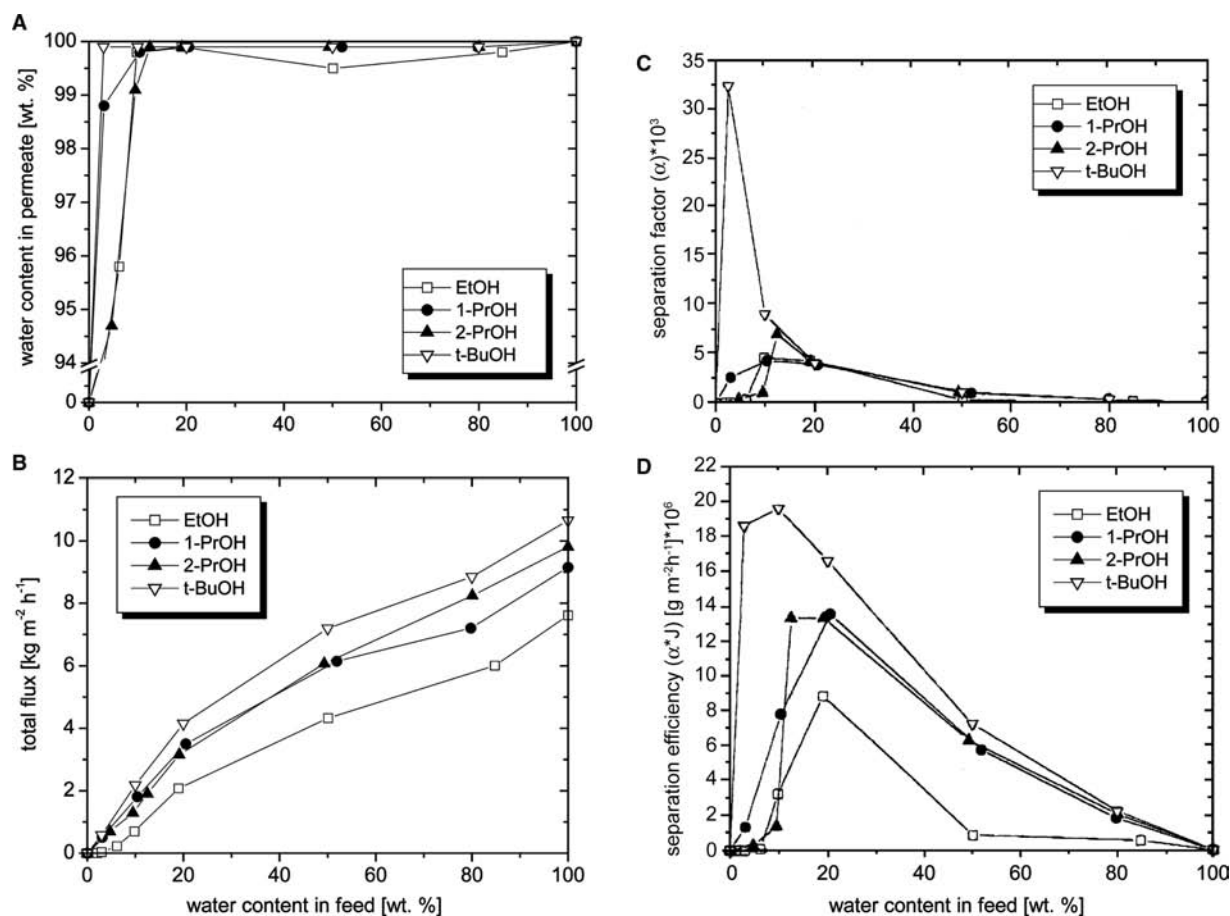 A
water content in permeate [wt. %]
100
99
98
97
96
95
94
0
0 20 40 60 80 100
EtOH
1-PrOH
2-PrOH
t-BuOH
B
total flux [kg m⁻² h⁻¹]
12
10
8
6
4
2
0
0 20 40 60 80 100
water content in feed [wt. %]
EtOH
1-PrOH
2-PrOH
t-BuOH
C
separation factor (α)*10³
35
32.5
30
25
20
15
10
5
0
0 20 40 60 80 100
EtOH
1-PrOH
2-PrOH
t-BuOH
D
separation efficiency (α*J) [g m⁻²h⁻¹]*10⁶
22
20
18
16
14
12
10
8
6
4
2
0
0 20 40 60 80 100
water content in feed [wt. %]
EtOH
1-PrOH
2-PrOH
t-BuOH